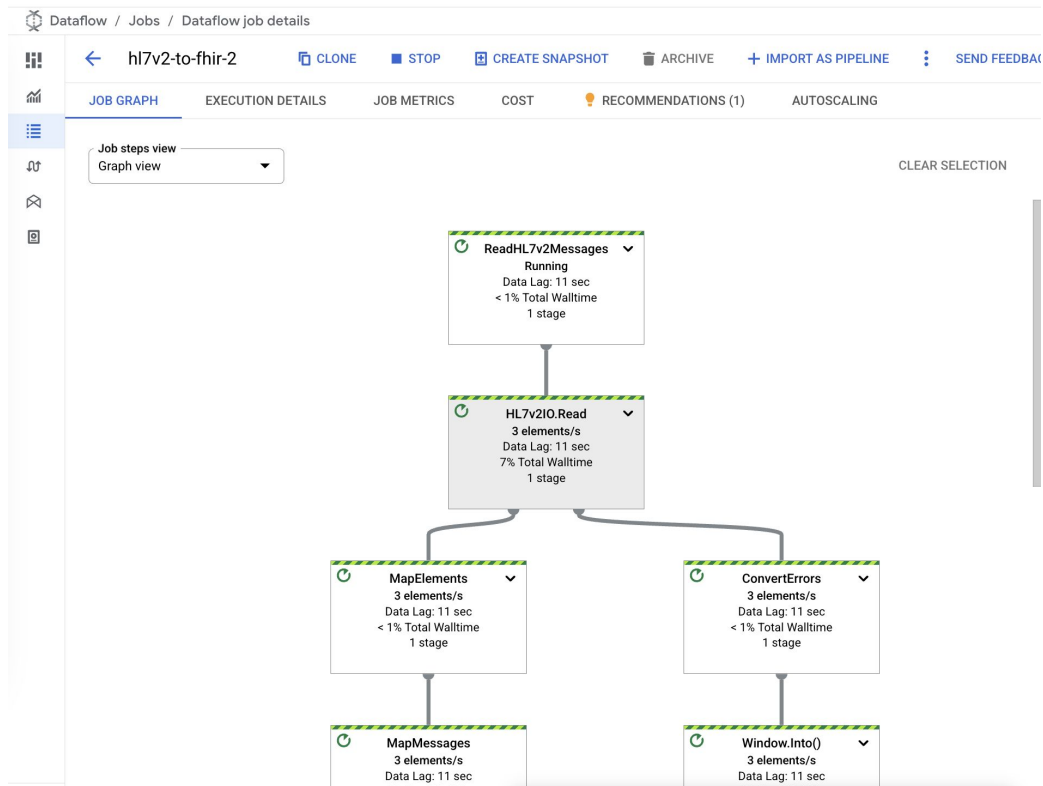 Dataflow / Jobs / Dataflow job details
hl7v2-to-fhir-2
CLONE
STOP
CREATE SNAPSHOT
ARCHIVE
+ IMPORT AS PIPELINE
SEND FEEDBAC
JOB GRAPH
EXECUTION DETAILS
JOB METRICS
COST
RECOMMENDATIONS (1)
AUTOSCALING
Job steps view
Graph view
CLEAR SELECTION
ReadHL7v2Messages
Running
Data Lag: 11 sec
< 1% Total Walltime
1 stage
HL7v2IO.Read
3 elements/s
Data Lag: 11 sec
7% Total Walltime
1 stage
MapElements
3 elements/s
Data Lag: 11 sec
< 1% Total Walltime
1 stage
ConvertErrors
3 elements/s
Data Lag: 11 sec
< 1% Total Walltime
1 stage
MapMessages
3 elements/s
Data Lag: 11 sec
Window.Into()
3 elements/s
Data Lag: 11 sec